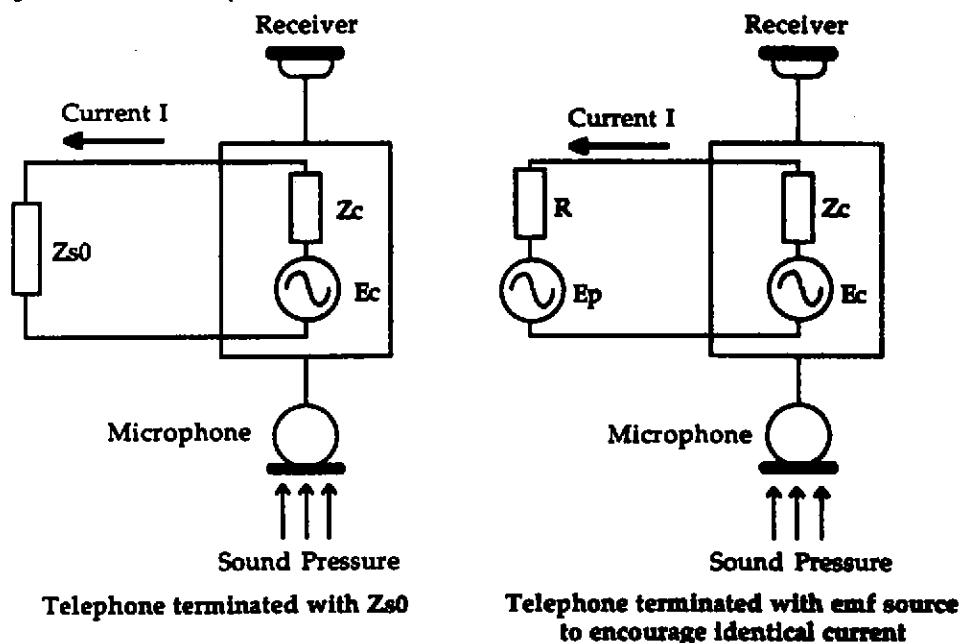 Receiver
Current I
Zs0
Zc
Ec
Microphone
Sound Pressure
Telephone terminated with Zs0
Receiver
Current I
R
Ep
Zc
Ec
Microphone
Sound Pressure
Telephone terminated with emf source
to encourage identical current